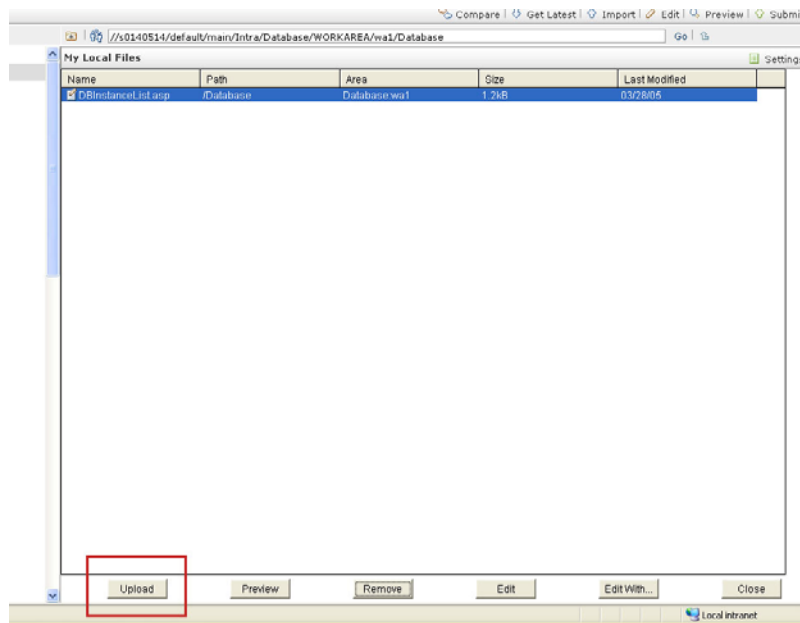 Compare | Get Latest | Import | Edit | Preview | Submi
//s0140514/default/main/Intra/Database/WORKAREA/wa1/Database Go
My Local Files Settings
Name Path Area Size Last Modified
DBInstanceList.asp /Database Database:wa1 1.2kB 03/28/05
Upload Preview Remove Edit Edit With... Close
Local intranet